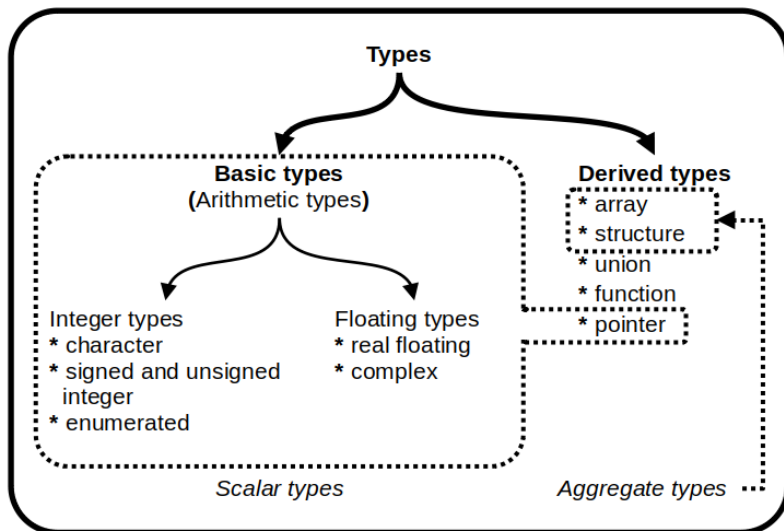 Types
Basic types
(Arithmetic types)
Integer types
* character
* signed and unsigned
integer
* enumerated
Floating types
* real floating
* complex
Derived types
* array
* structure
* union
* function
* pointer
Scalar types
Aggregate types